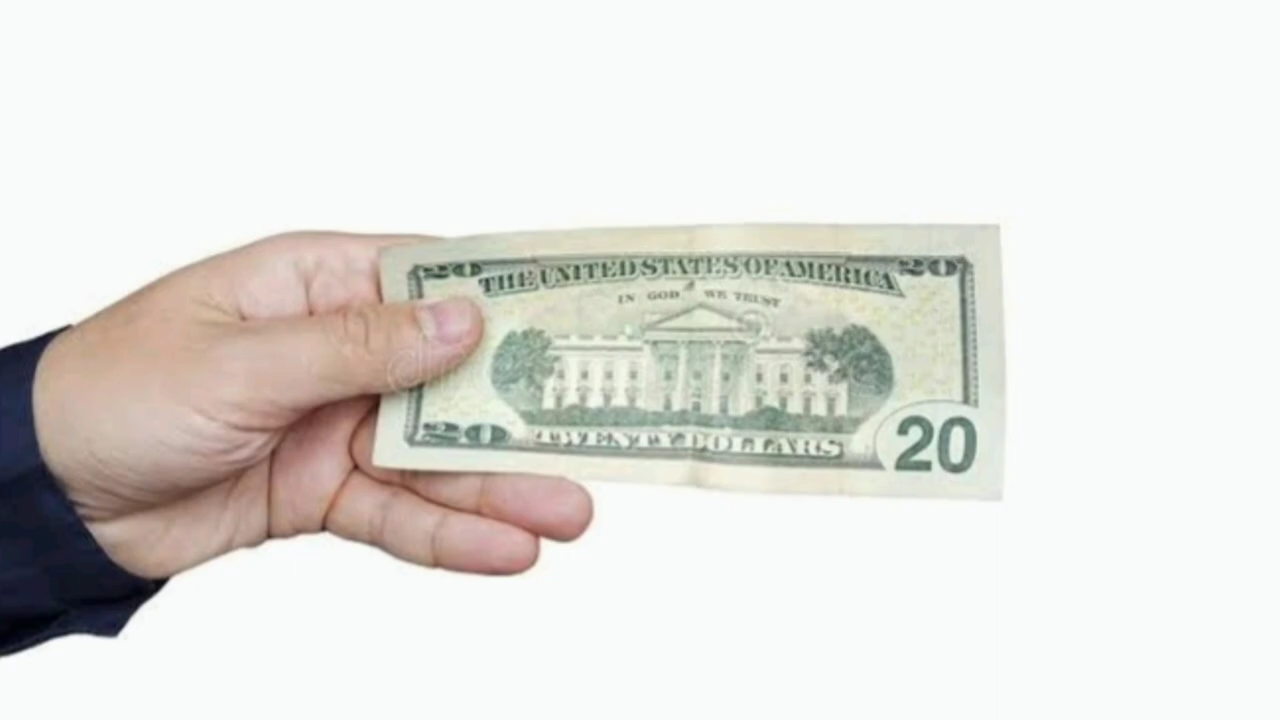 20 THE UNITED STATES OF AMERICA 20
IN GOD WE TRUST
20 TWENTY DOLLARS 20